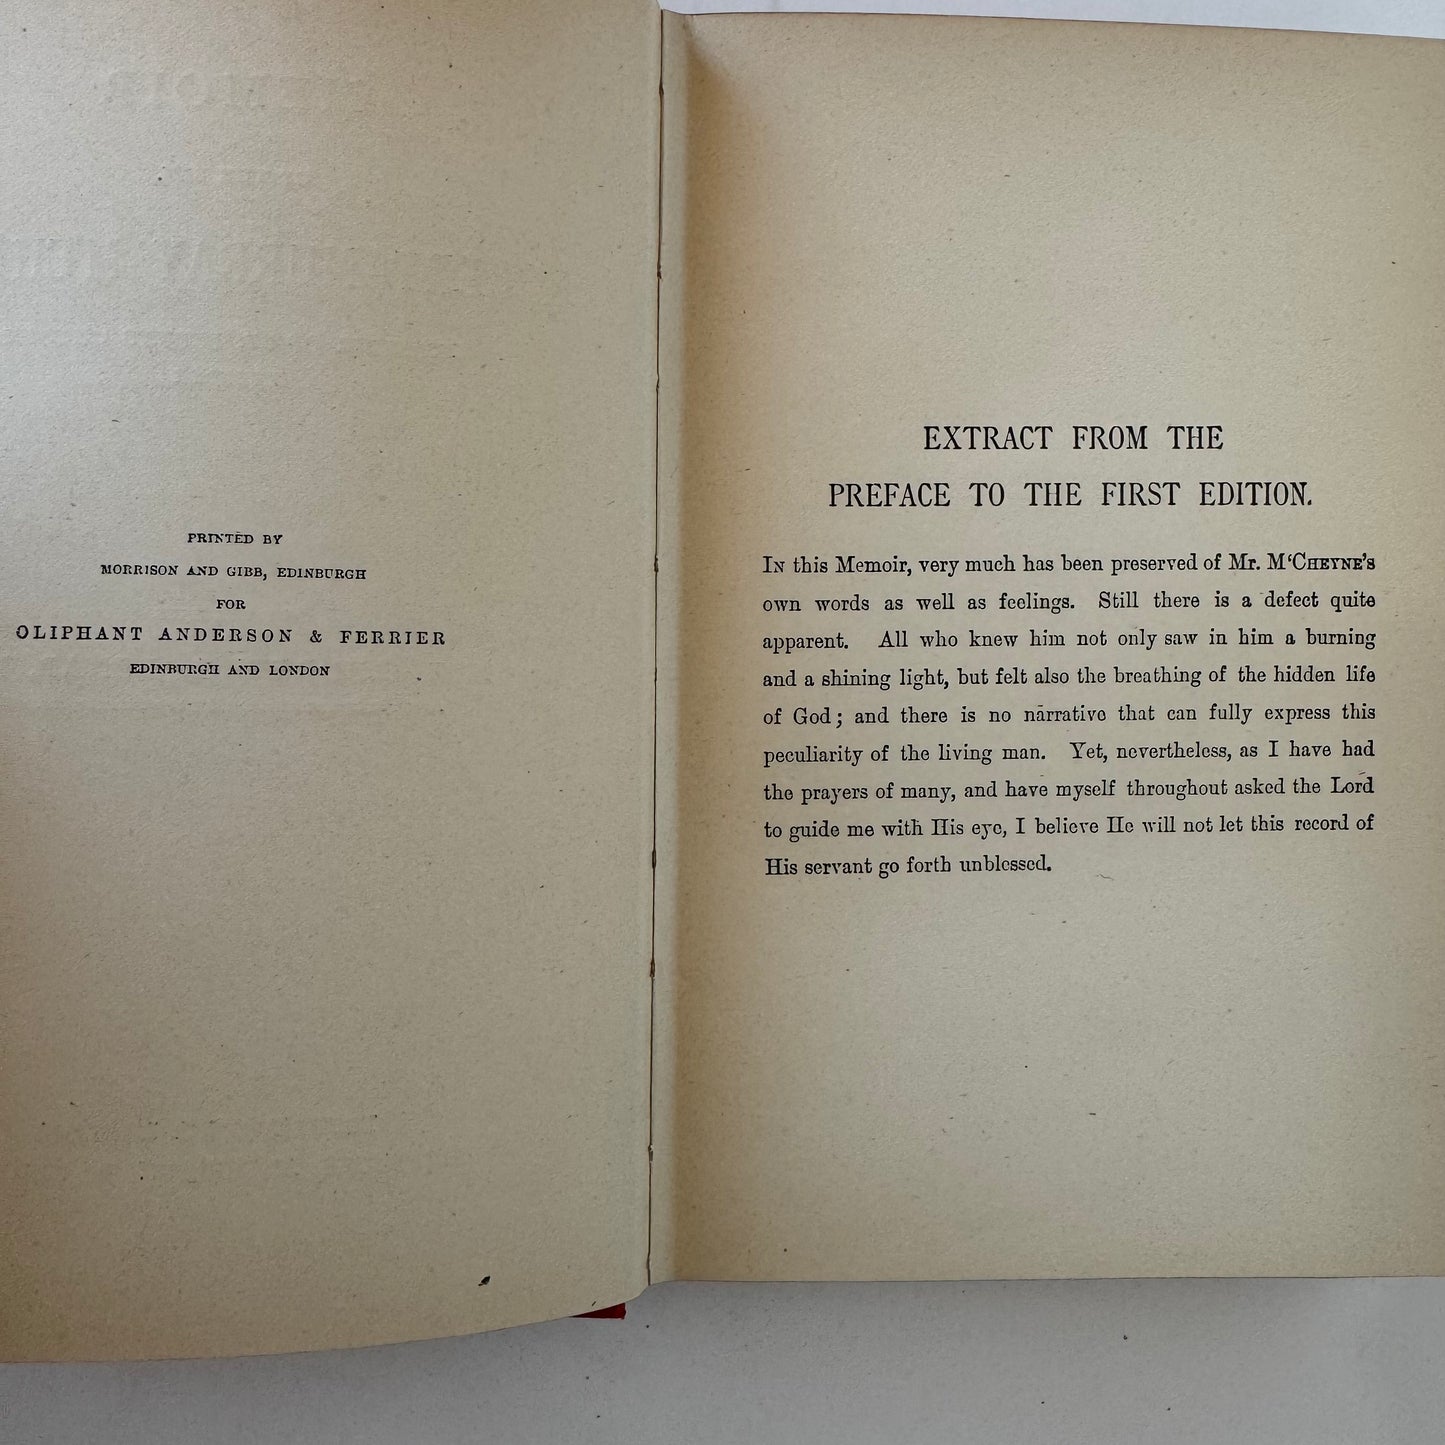 PRINTED BY
MORRISON AND GIBB, EDINBURGH
FOR
OLIPHANT ANDERSON & FERRIER
EDINBURGH AND LONDON
EXTRACT FROM THE
PREFACE TO THE FIRST EDITION.
IN this Memoir, very much has been preserved of Mr. M‘CHEYNE’S
own words as well as feelings. Still there is a defect quite
apparent. All who knew him not only saw in him a burning
and a shining light, but felt also the breathing of the hidden life
of God; and there is no narrative that can fully express this
peculiarity of the living man. Yet, nevertheless, as I have had
the prayers of many, and have myself throughout asked the Lord
to guide me with His eye, I believe He will not let this record of
His servant go forth unblessed.